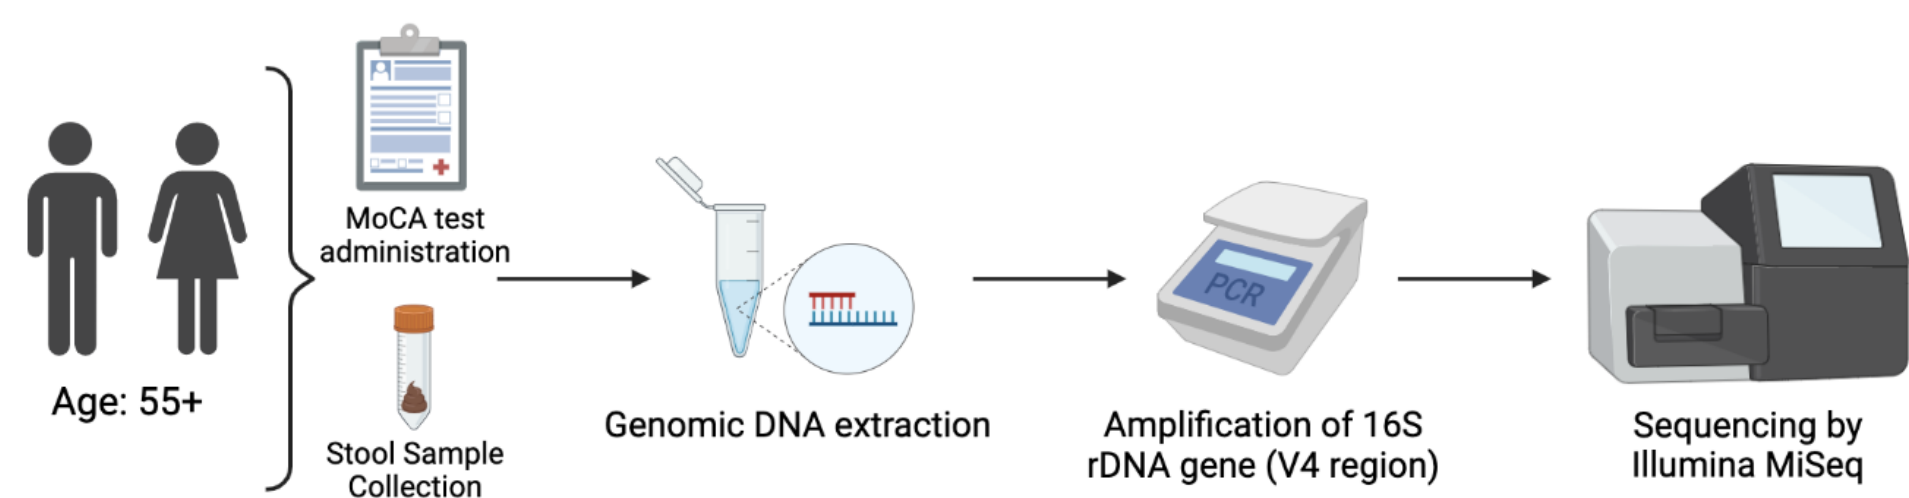 Age: 55+
MoCA test
administration
Stool Sample
Collection
Genomic DNA extraction
PCR
Amplification of 16S
rDNA gene (V4 region)
Sequencing by
Illumina MiSeq